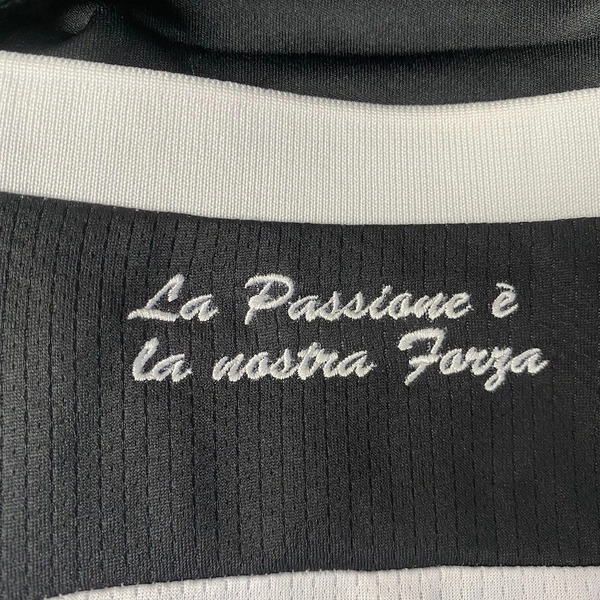 La Passione è
la nostra Forza